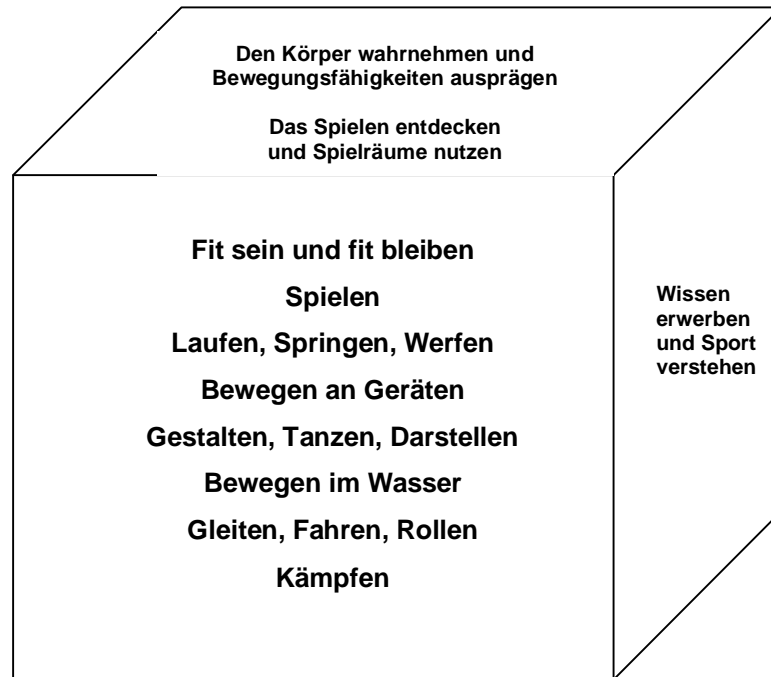 Den Körper wahrnehmen und
Bewegungsfähigkeiten ausprägen
Das Spielen entdecken
und Spielräume nutzen
Fit sein und fit bleiben
Spielen
Laufen, Springen, Werfen
Bewegen an Geräten
Gestalten, Tanzen, Darstellen
Bewegen im Wasser
Gleiten, Fahren, Rollen
Kämpfen
Wissen
erwerben
und Sport
verstehen